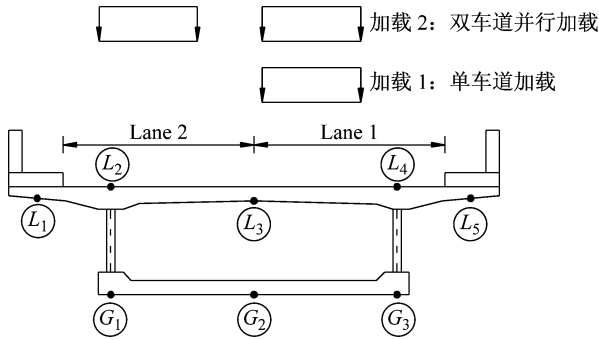 加载 2：双车道并行加载
加载 1：单车道加载
Lane 2 Lane 1
L2 L4
L1 L3 L5
G1 G2 G3